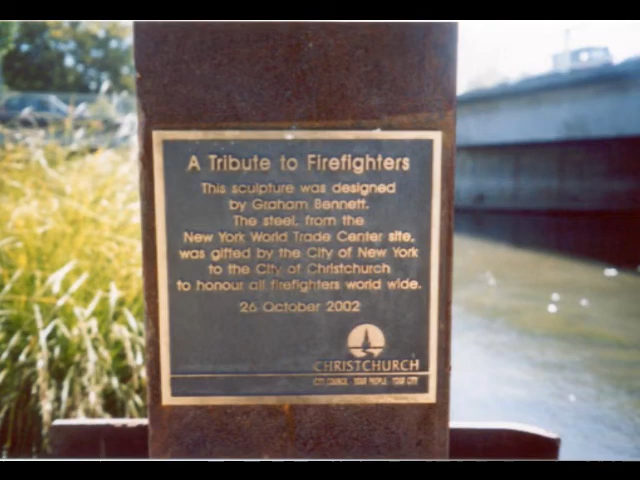 A Tribute to Firefighters
This sculpture was designed
by Graham Bennett.
The steel, from the
New York World Trade Center site,
was gifted by the City of New York
to the City of Christchurch
to honour all firefighters world wide.
26 October 2002
CHRISTCHURCH
CITY COUNCIL · YOUR PEOPLE · YOUR CITY